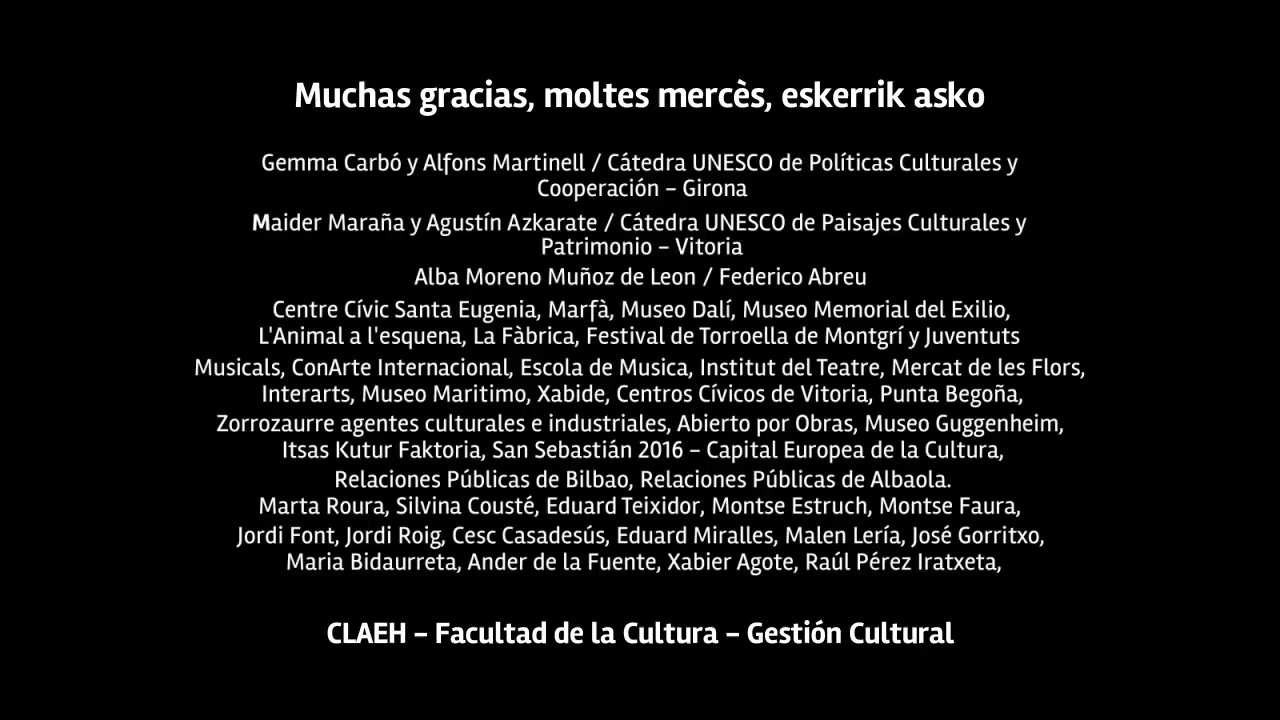 Muchas gracias, moltes mercès, eskerrik asko
Gemma Carbó y Alfons Martinell / Cátedra UNESCO de Políticas Culturales y
Cooperación – Girona
Maider Maraña y Agustín Azkarate / Cátedra UNESCO de Paisajes Culturales y
Patrimonio – Vitoria
Alba Moreno Muñoz de Leon / Federico Abreu
Centre Cívic Santa Eugenia, Marfà, Museo Dalí, Museo Memorial del Exilio,
L'Animal a l'esquena, La Fàbrica, Festival de Torroella de Montgrí y Juventuts
Musicals, ConArte Internacional, Escola de Musica, Institut del Teatre, Mercat de les Flors,
Interarts, Museo Maritimo, Xabide, Centros Cívicos de Vitoria, Punta Begoña,
Zorrozaurre agentes culturales e industriales, Abierto por Obras, Museo Guggenheim,
Itsas Kutur Faktoria, San Sebastián 2016 – Capital Europea de la Cultura,
Relaciones Públicas de Bilbao, Relaciones Públicas de Albaola.
Marta Roura, Silvina Cousté, Eduard Teixidor, Montse Estruch, Montse Faura,
Jordi Font, Jordi Roig, Cesc Casadesús, Eduard Miralles, Malen Lería, José Gorritxo,
Maria Bidaurreta, Ander de la Fuente, Xabier Agote, Raúl Pérez Iratxeta,
CLAEH – Facultad de la Cultura – Gestión Cultural